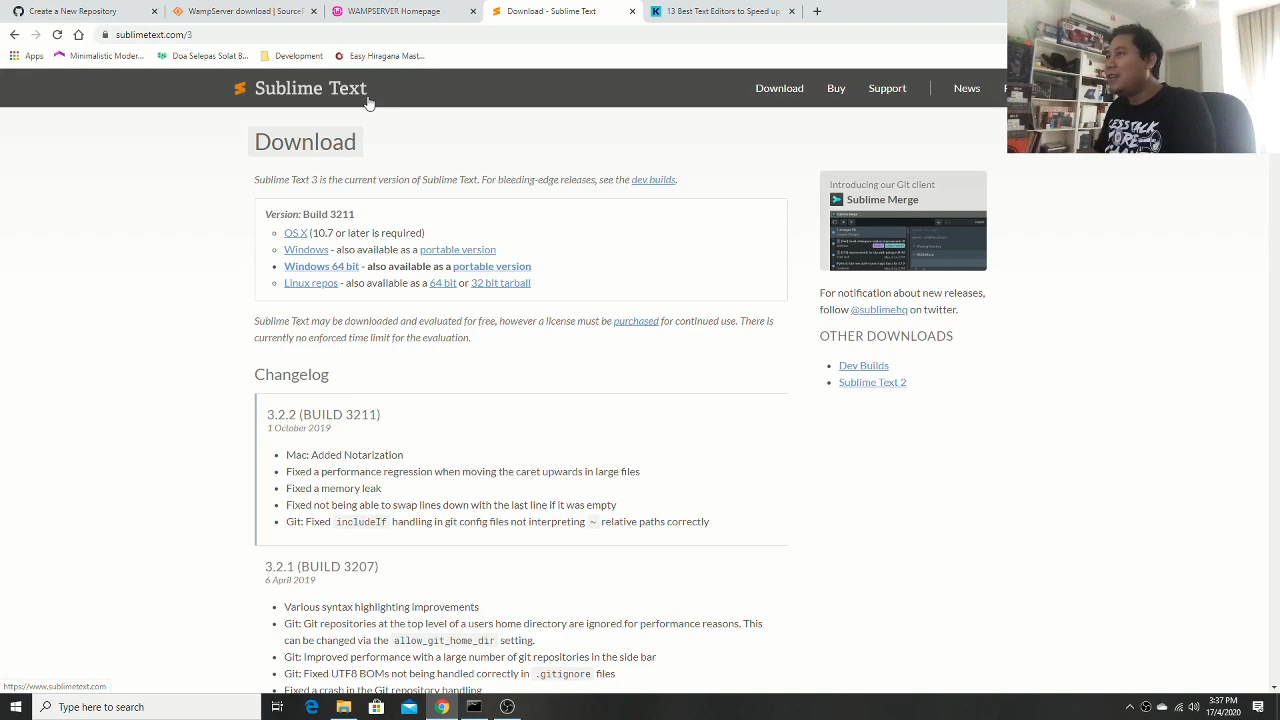 Create a New Repository
WampServer download | SourceF
WAMPSERVER Homepage
Download - Sublime Text
13 Best Text Editors to Speed up
sublimetext.com/3
Apps
Minimalistic Moder...
Doa Selepas Solat B...
Development
Easy Hiragana Mast...
Sublime Text
Download
Buy
Support
News
F
LESS TALK
MORE
Download
Sublime Text 3 is the current version of Sublime Text. For bleeding-edge releases, see the dev builds.
Version: Build 3211
OS X (10.7 or later is required)
Windows - also available as a portable version
Windows 64 bit - also available as a portable version
Linux repos - also available as a 64 bit or 32 bit tarball
Sublime Text may be downloaded and evaluated for free, however a license must be purchased for continued use. There is
currently no enforced time limit for the evaluation.
Introducing our Git client
Sublime Merge
For notification about new releases,
follow @sublimehq on twitter.
OTHER DOWNLOADS
Dev Builds
Sublime Text 2
Changelog
3.2.2 (BUILD 3211)
1 October 2019
Mac: Added Notarization
Fixed a performance regression when moving the caret upwards in large files
Fixed a memory leak
Fixed not being able to swap lines down with the last line if it was empty
Git: Fixed includeIf handling in git config files not interpreting ~ relative paths correctly
3.2.1 (BUILD 3207)
6 April 2019
Various syntax highlighting improvements
Git: Git repositories at the top level of a users home directory are ignored for performance reasons. This
can be changed via the allow_git_home_dir setting.
Git: Improved performance with a large number of git repositories in the side bar
Git: Fixed UTF8 BOMs not being handled correctly in .gitignore files
Fixed a crash in the Git repository handling
https://www.sublimetext.com
Type here to search
3:37 PM
17/4/2020